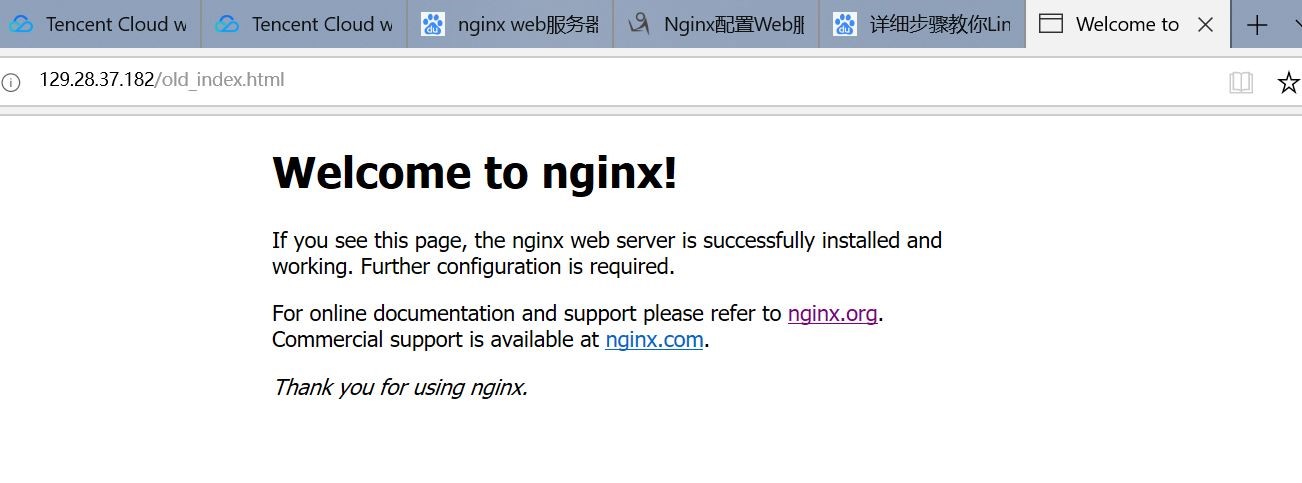 Tencent Cloud w
Tencent Cloud w
nginx web服务器
Nginx配置Web服
详细步骤教你Lin
Welcome to
129.28.37.182/old_index.html
Welcome to nginx!
If you see this page, the nginx web server is successfully installed and
working. Further configuration is required.
For online documentation and support please refer to nginx.org.
Commercial support is available at nginx.com.
Thank you for using nginx.